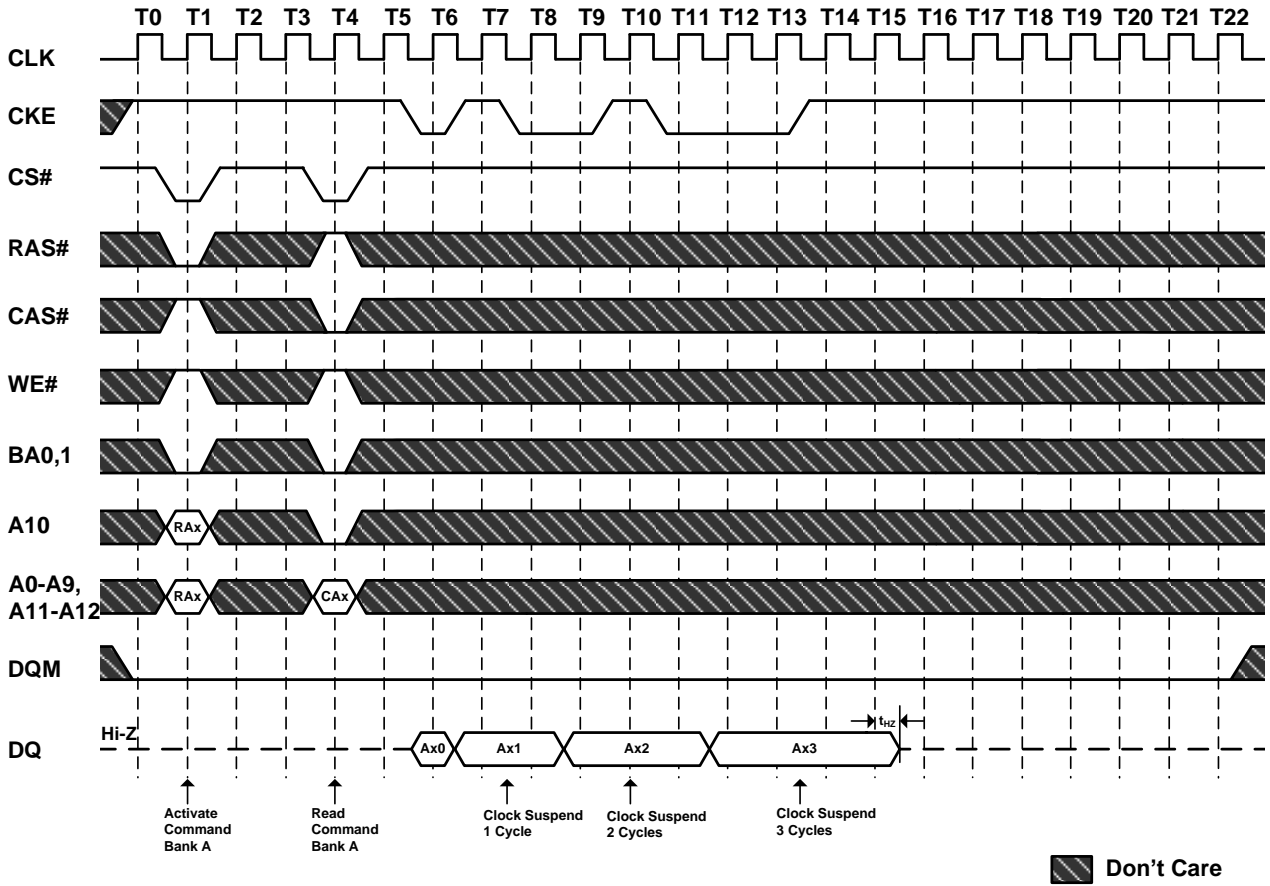 T0 T1 T2 T3 T4 T5 T6 T7 T8 T9 T10 T11 T12 T13 T14 T15 T16 T17 T18 T19 T20 T21 T22
CLK
CKE
CS#
RAS#
CAS#
WE#
BA0,1
A10
RAx
A0-A9,
A11-A12
RAx
CAx
DQM
DQ
Hi-Z
Ax0
Ax1
Ax2
Ax3
tHZ
Activate
Command
Bank A
Read
Command
Bank A
Clock Suspend
1 Cycle
Clock Suspend
2 Cycles
Clock Suspend
3 Cycles
Don't Care